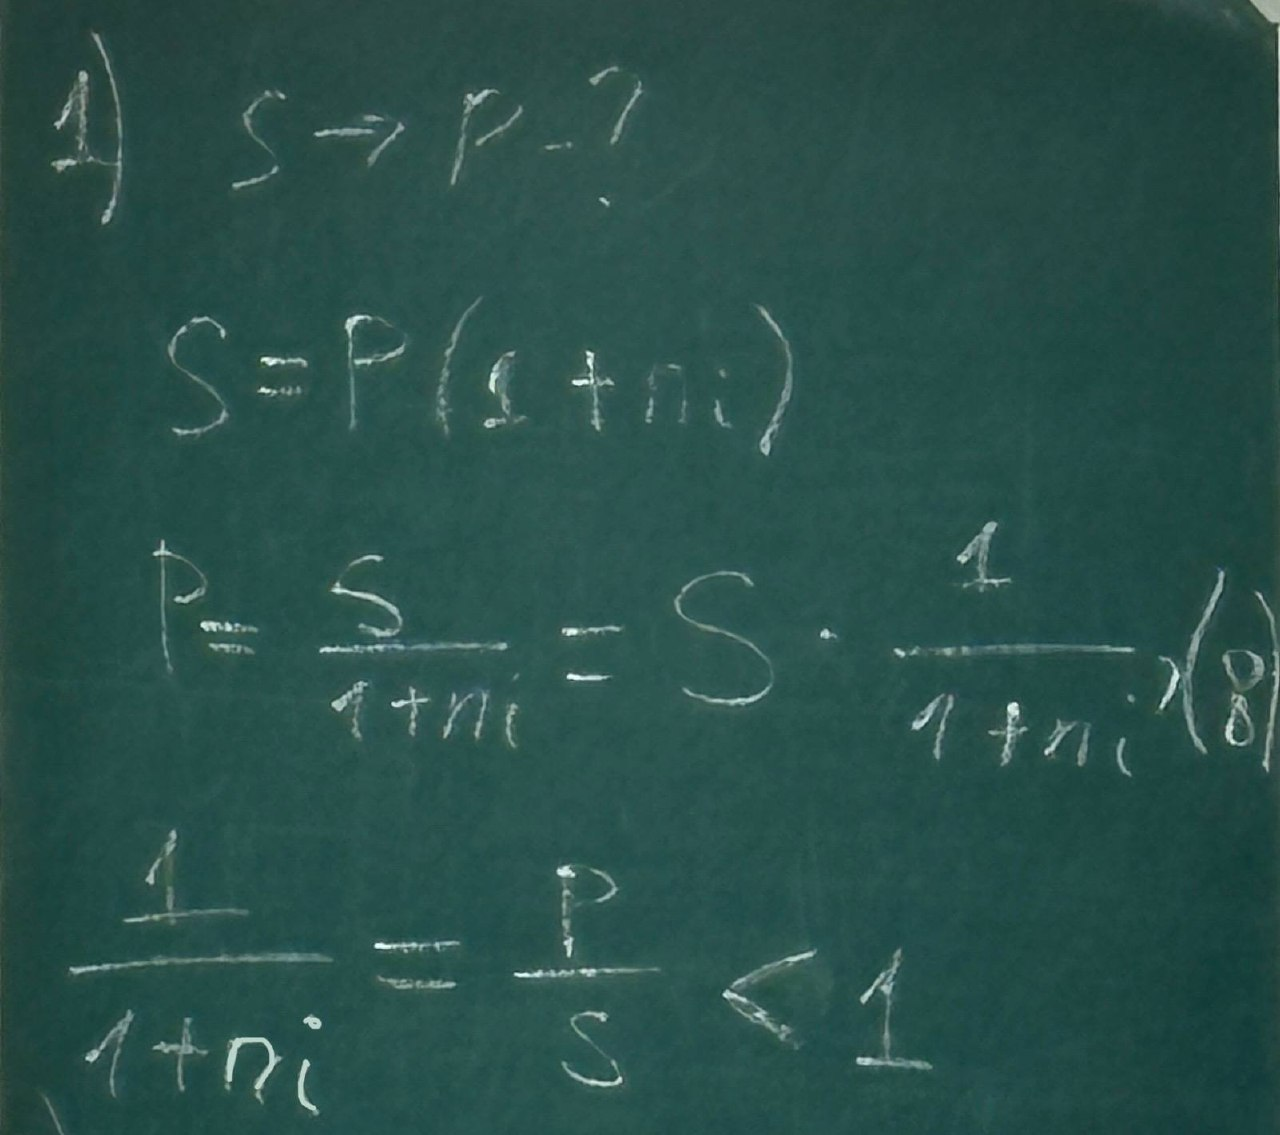 1) S → P - ?
S = P(1 + ni)
P = S/(1+ni) = S · 1/(1+ni), (8)
1/(1+ni) = P/S < 1